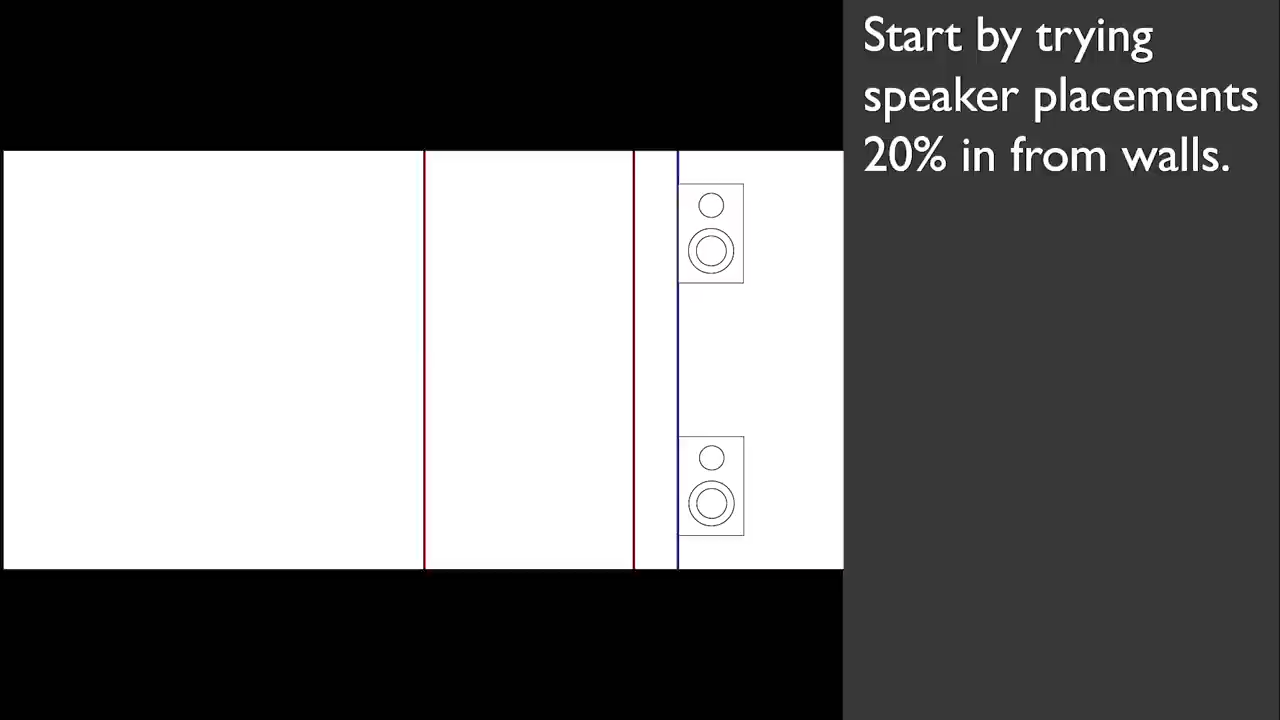 Start by trying
speaker placements
20% in from walls.